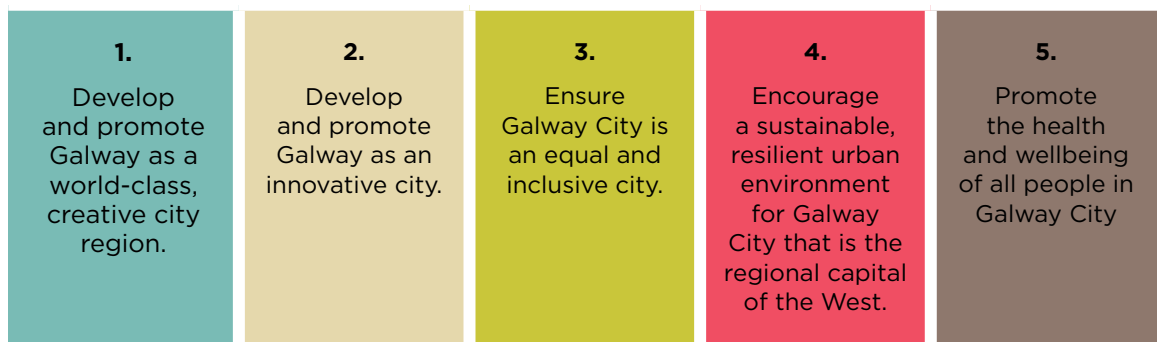 1.
Develop
and promote
Galway as a
world-class,
creative city
region.
2.
Develop
and promote
Galway as an
innovative city.
3.
Ensure
Galway City is
an equal and
inclusive city.
4.
Encourage
a sustainable,
resilient urban
environment
for Galway
City that is the
regional capital
of the West.
5.
Promote
the health
and wellbeing
of all people in
Galway City